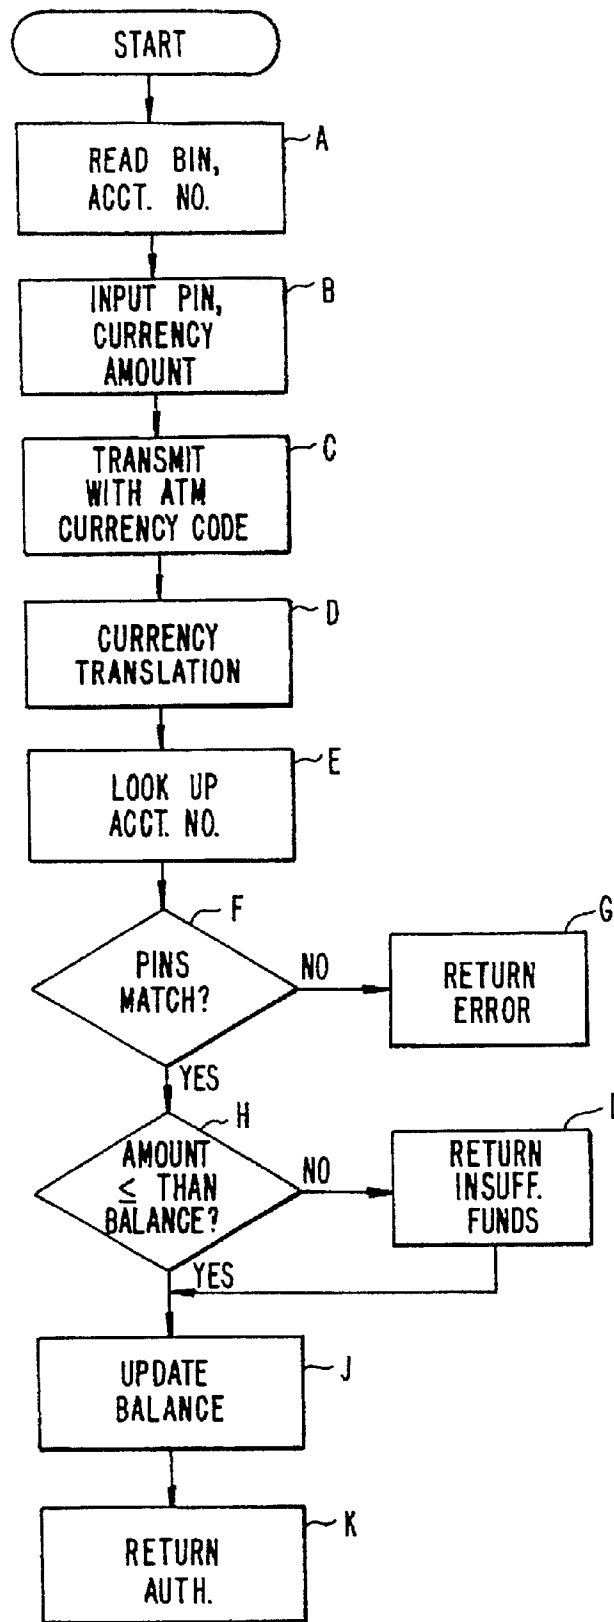 START
A
READ BIN,
ACCT. NO.
B
INPUT PIN,
CURRENCY
AMOUNT
C
TRANSMIT
WITH ATM
CURRENCY CODE
D
CURRENCY
TRANSLATION
E
LOOK UP
ACCT. NO.
F
PINS
MATCH?
NO
G
RETURN
ERROR
YES
H
AMOUNT
≤ THAN
BALANCE?
NO
I
RETURN
INSUFF.
FUNDS
YES
J
UPDATE
BALANCE
K
RETURN
AUTH.